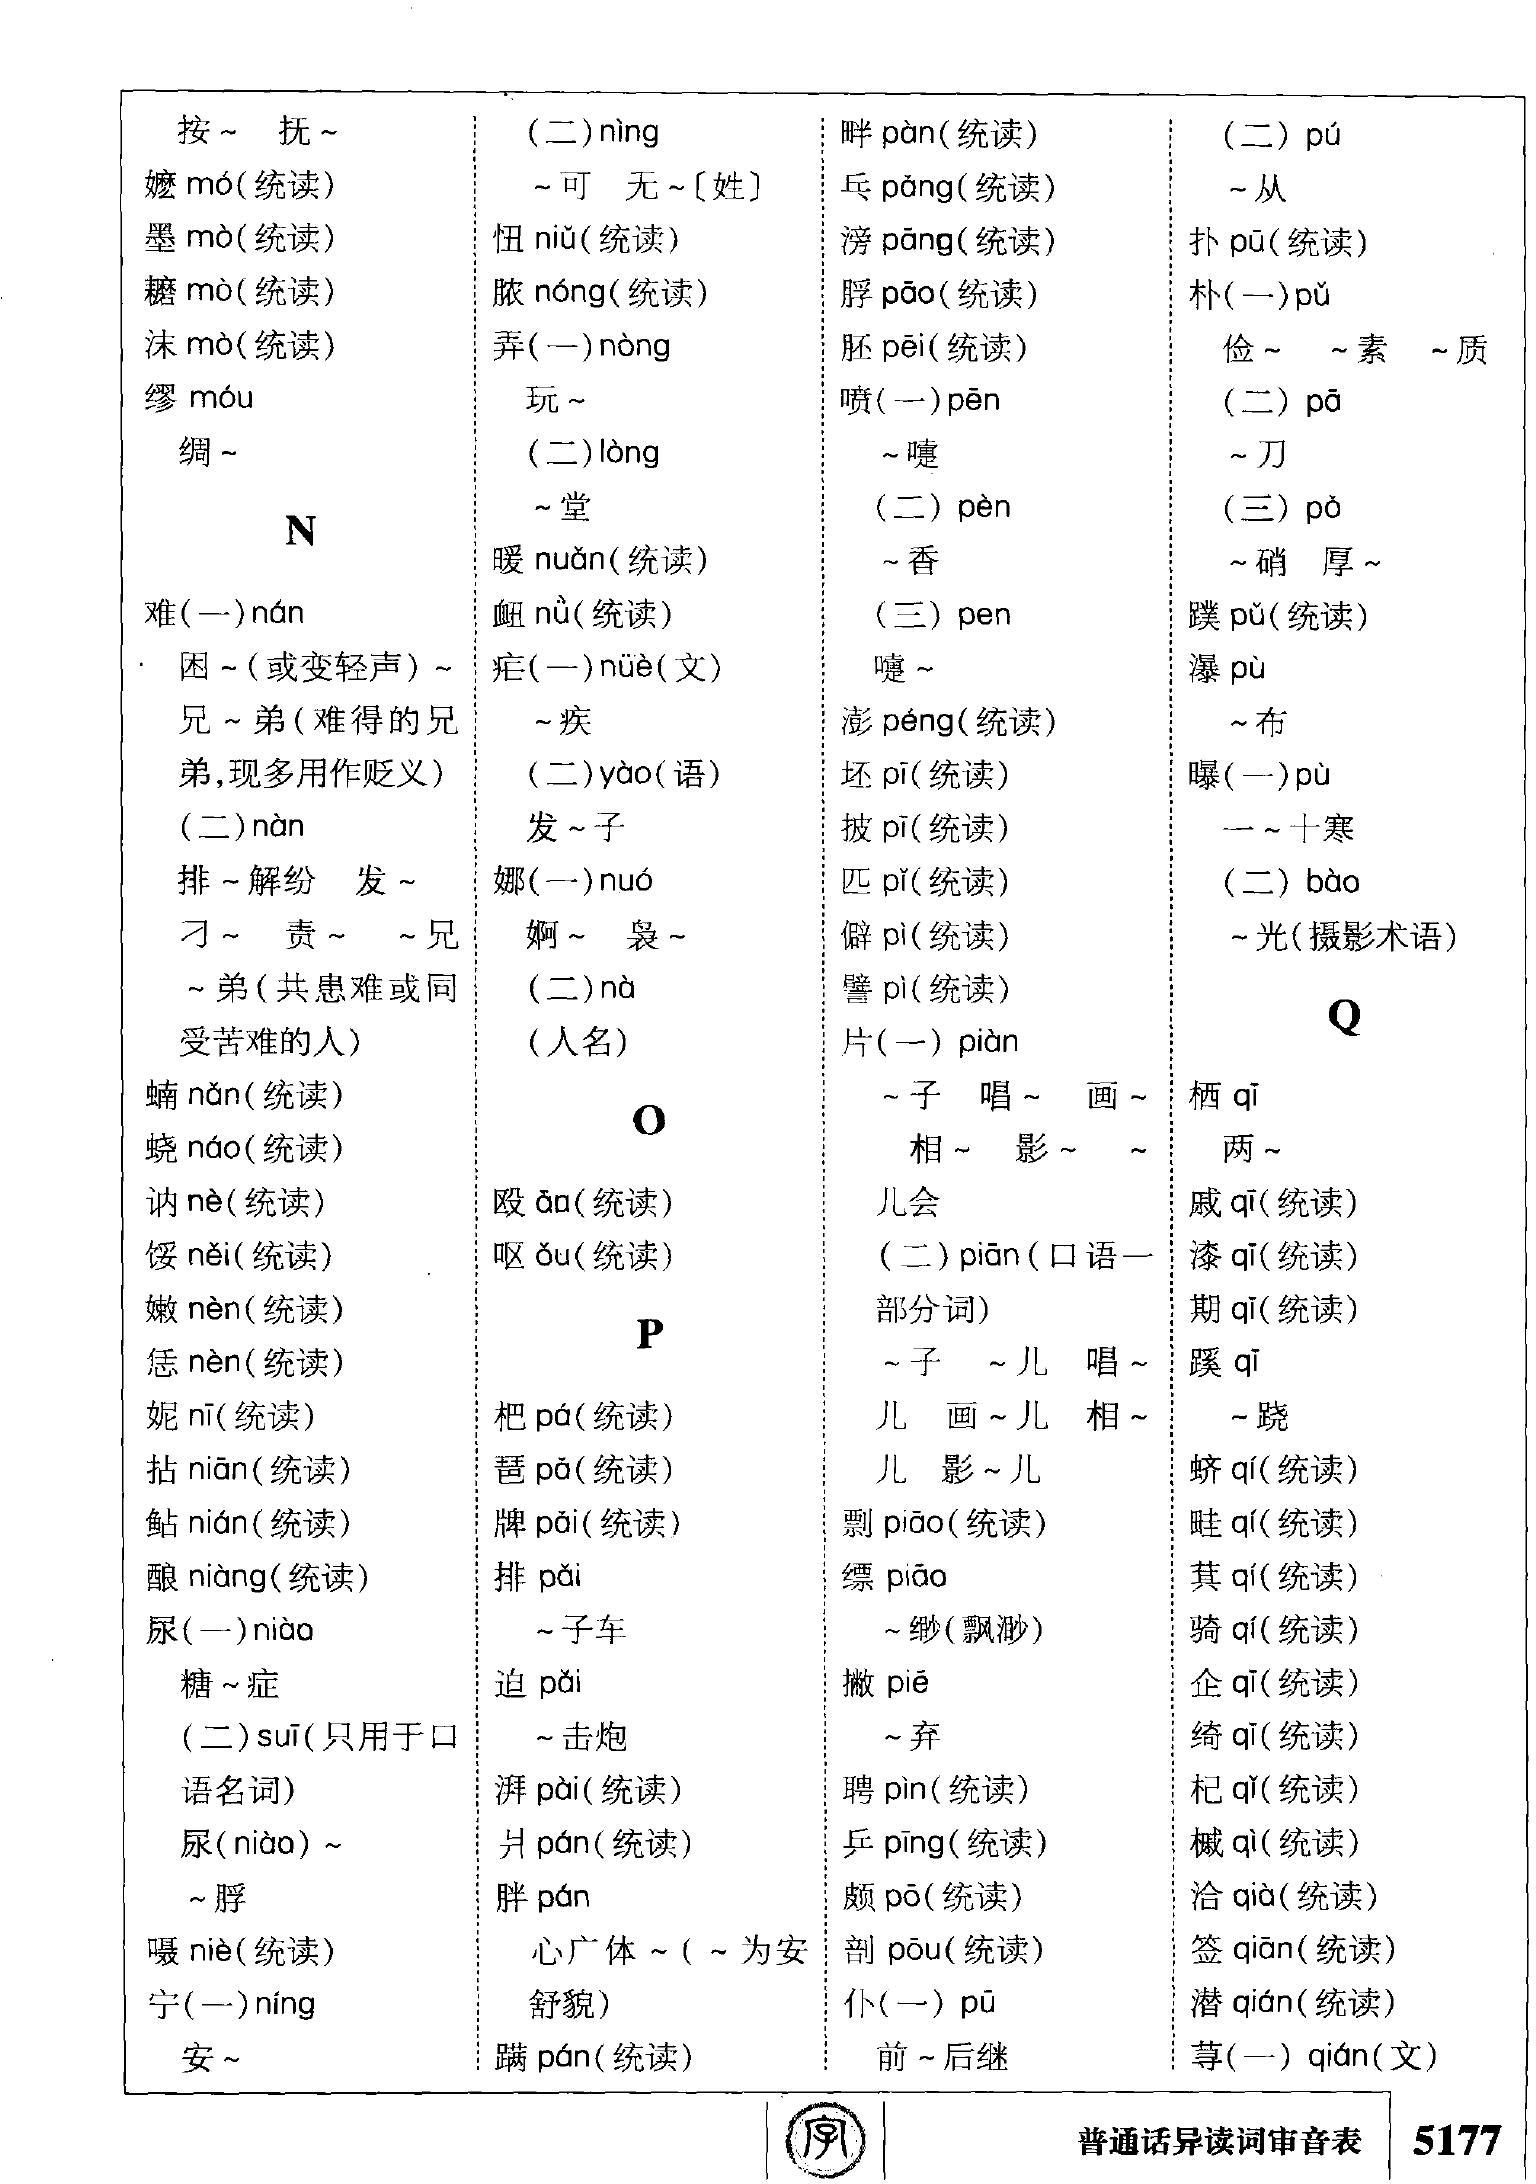 按~ 抚~
嬷 mó(统读)
墨 mò(统读)
耱 mò(统读)
沫 mò(统读)
缪 móu
绸~
N
难(一)nán
困~(或变轻声) ~
兄~弟(难得的兄
弟,现多用作贬义)
(二)nàn
排~解纷 发~
刁~ 责~ ~兄
~弟(共患难或同
受苦难的人)
蝻 nǎn(统读)
蛲 náo(统读)
讷 nè(统读)
馁 něi(统读)
嫩 nèn(统读)
恁 nèn(统读)
妮 nī(统读)
拈 niān(统读)
鲇 nián(统读)
酿 niàng(统读)
尿(一)niào
糖~症
(二)suī(只用于口
语名词)
尿(niào) ~
~脬
嗫 niè(统读)
宁(一)níng
安~
(二)nìng
~可 无~〔姓〕
忸 niǔ(统读)
脓 nóng(统读)
弄(一)nòng
玩~
(二)lòng
~堂
暖 nuǎn(统读)
衄 nǜ(统读)
疟(一)nüè(文)
~疾
(二)yào(语)
发~子
娜(一)nuó
婀~ 袅~
(二)nà
(人名)
O
殴 ōu(统读)
呕 ǒu(统读)
P
杷 pá(统读)
琶 pá(统读)
牌 pái(统读)
排 pǎi
~子车
迫 pǎi
~击炮
湃 pài(统读)
爿 pán(统读)
胖 pán
心广体~(~为安
舒貌)
蹒 pán(统读)
畔 pàn(统读)
乓 pāng(统读)
滂 pāng(统读)
脬 pāo(统读)
胚 pēi(统读)
喷(一)pēn
~嚏
(二) pèn
~香
(三) pen
嚏~
澎 péng(统读)
坯 pī(统读)
披 pī(统读)
匹 pǐ(统读)
僻 pì(统读)
譬 pì(统读)
片(一) piàn
~子 唱~ 画~
相~ 影~ ~
儿会
(二)piān(口语一
部分词)
~子 ~儿 唱~
儿 画~儿 相~
儿 影~儿
剽 piāo(统读)
缥 piāo
~缈(飘渺)
撇 piē
~弃
聘 pìn(统读)
乒 pīng(统读)
颇 pō(统读)
剖 pōu(统读)
仆(一) pū
前~后继
(二) pú
~从
扑 pū(统读)
朴(一)pǔ
俭~ ~素 ~质
(二) pō
~刀
(三) pò
~硝 厚~
蹼 pǔ(统读)
瀑 pù
~布
曝(一)pù
一~十寒
(二) bào
~光(摄影术语)
Q
栖 qī
两~
戚 qī(统读)
漆 qī(统读)
期 qī(统读)
蹊 qī
~跷
蛴 qí(统读)
畦 qí(统读)
萁 qí(统读)
骑 qí(统读)
企 qǐ(统读)
绮 qǐ(统读)
杞 qǐ(统读)
槭 qì(统读)
洽 qià(统读)
签 qiān(统读)
潜 qián(统读)
荨(一) qián(文)
字
普通话异读词审音表
5177